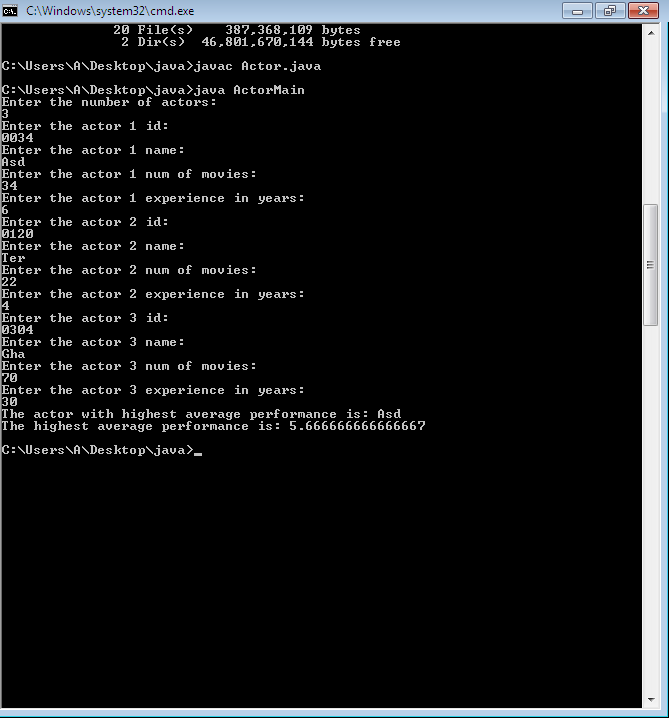 C:\Windows\system32\cmd.exe
20 File(s)    387,368,109 bytes
2 Dir(s)  46,801,670,144 bytes free
C:\Users\A\Desktop\java>javac Actor.java
C:\Users\A\Desktop\java>java ActorMain
Enter the number of actors:
3
Enter the actor 1 id:
0034
Enter the actor 1 name:
Asd
Enter the actor 1 num of movies:
34
Enter the actor 1 experience in years:
6
Enter the actor 2 id:
0120
Enter the actor 2 name:
Ter
Enter the actor 2 num of movies:
22
Enter the actor 2 experience in years:
4
Enter the actor 3 id:
0304
Enter the actor 3 name:
Gha
Enter the actor 3 num of movies:
70
Enter the actor 3 experience in years:
30
The actor with highest average performance is: Asd
The highest average performance is: 5.666666666666667
C:\Users\A\Desktop\java>_